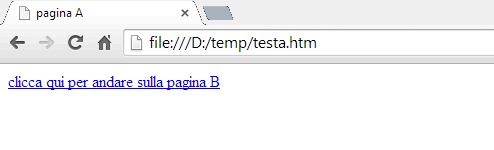 pagina A
file:///D:/temp/testa.htm
clicca qui per andare sulla pagina B